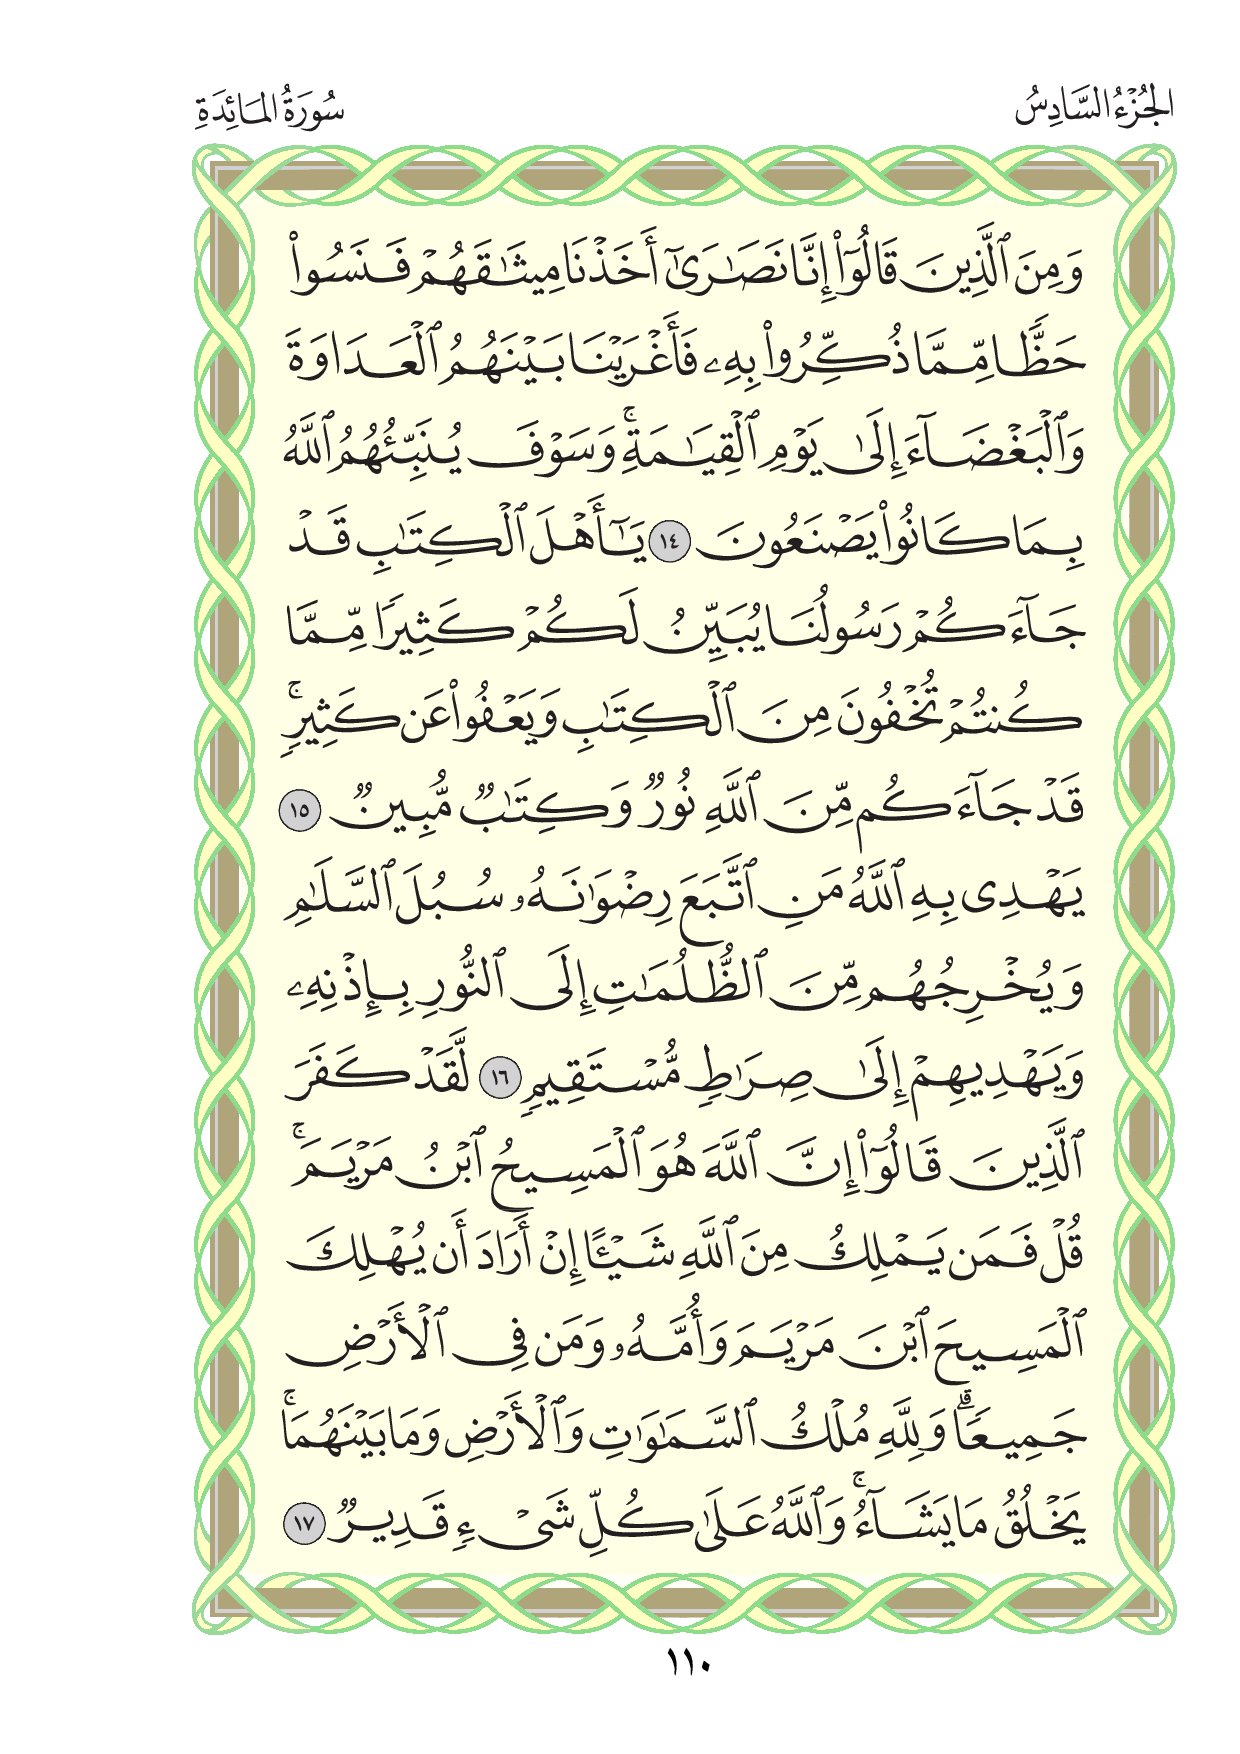 الجُزْءُ السَّادِسُ
سُورَةُ المَائِدَةِ
وَمِنَ ٱلَّذِينَ قَالُوٓا۟ إِنَّا نَصَـٰرَىٰٓ أَخَذْنَا مِيثَـٰقَهُمْ فَنَسُوا۟
حَظًّا مِّمَّا ذُكِّرُوا۟ بِهِۦ فَأَغْرَيْنَا بَيْنَهُمُ ٱلْعَدَاوَةَ
وَٱلْبَغْضَآءَ إِلَىٰ يَوْمِ ٱلْقِيَـٰمَةِ ۚ وَسَوْفَ يُنَبِّئُهُمُ ٱللَّهُ
بِمَا كَانُوا۟ يَصْنَعُونَ ١٤ يَـٰٓأَهْلَ ٱلْكِتَـٰبِ قَدْ
جَآءَكُمْ رَسُولُنَا يُبَيِّنُ لَكُمْ كَثِيرًا مِّمَّا
كُنتُمْ تُخْفُونَ مِنَ ٱلْكِتَـٰبِ وَيَعْفُوا۟ عَن كَثِيرٍ ۚ
قَدْ جَآءَكُم مِّنَ ٱللَّهِ نُورٌ وَكِتَـٰبٌ مُّبِينٌ ١٥
يَهْدِى بِهِ ٱللَّهُ مَنِ ٱتَّبَعَ رِضْوَٰنَهُۥ سُبُلَ ٱلسَّلَـٰمِ
وَيُخْرِجُهُم مِّنَ ٱلظُّلُمَـٰتِ إِلَى ٱلنُّورِ بِإِذْنِهِۦ
وَيَهْدِيهِمْ إِلَىٰ صِرَٰطٍ مُّسْتَقِيمٍ ١٦ لَّقَدْ كَفَرَ
ٱلَّذِينَ قَالُوٓا۟ إِنَّ ٱللَّهَ هُوَ ٱلْمَسِيحُ ٱبْنُ مَرْيَمَ ۚ
قُلْ فَمَن يَمْلِكُ مِنَ ٱللَّهِ شَيْـًٔا إِنْ أَرَادَ أَن يُهْلِكَ
ٱلْمَسِيحَ ٱبْنَ مَرْيَمَ وَأُمَّهُۥ وَمَن فِى ٱلْأَرْضِ
جَمِيعًا ۗ وَلِلَّهِ مُلْكُ ٱلسَّمَـٰوَٰتِ وَٱلْأَرْضِ وَمَا بَيْنَهُمَا ۚ
يَخْلُقُ مَا يَشَآءُ ۚ وَٱللَّهُ عَلَىٰ كُلِّ شَىْءٍ قَدِيرٌ ١٧
١١٠